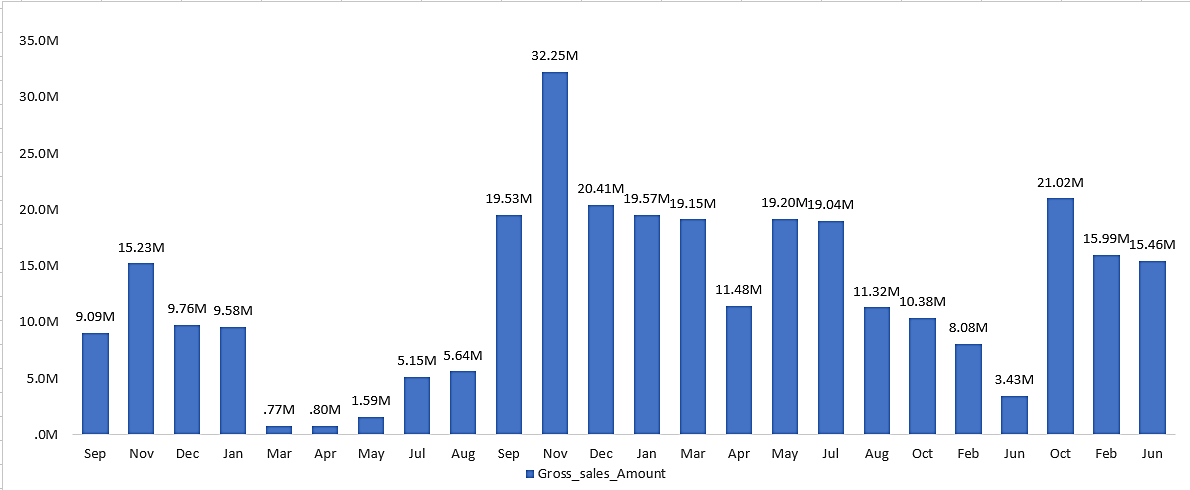 35.0M
30.0M
25.0M
20.0M
15.0M
10.0M
5.0M
.0M
9.09M
15.23M
9.76M
9.58M
.77M
.80M
1.59M
5.15M
5.64M
19.53M
32.25M
20.41M
19.57M
19.15M
11.48M
19.20M
19.04M
11.32M
10.38M
8.08M
3.43M
21.02M
15.99M
15.46M
Sep Nov Dec Jan Mar Apr May Jul Aug Sep Nov Dec Jan Mar Apr May Jul Aug Oct Feb Jun Oct Feb Jun
Gross_sales_Amount